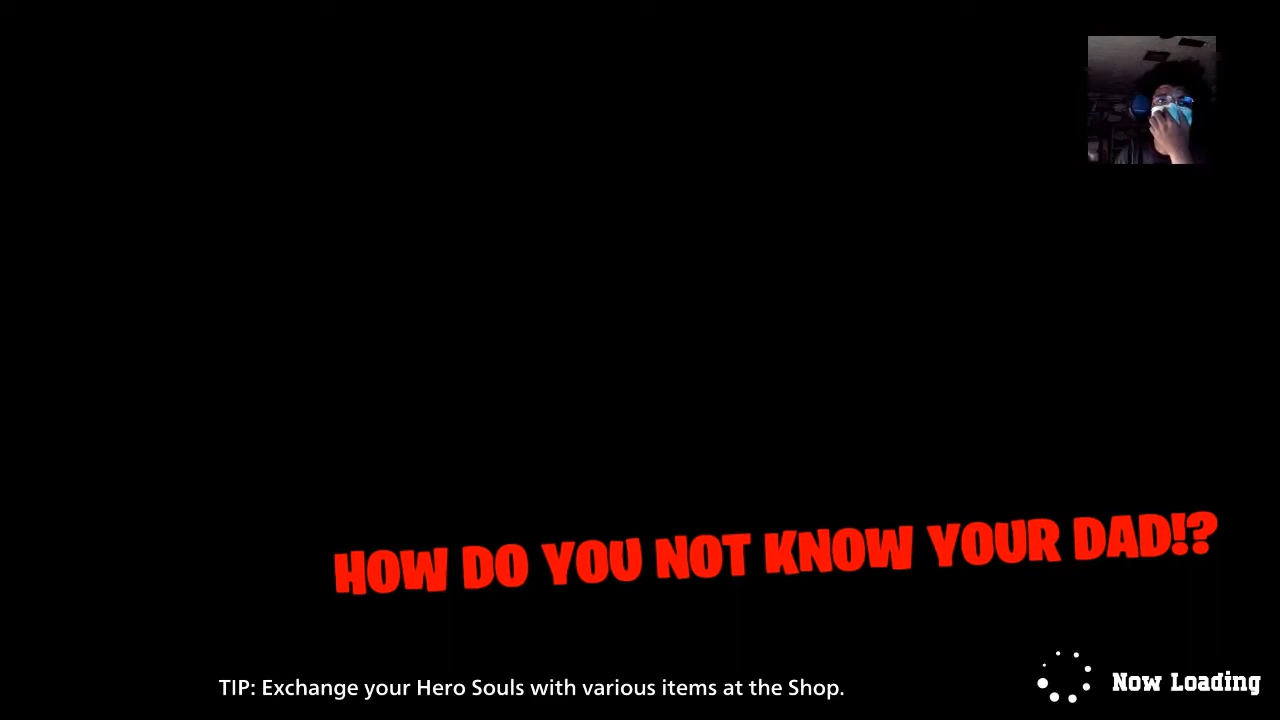 HOW DO YOU NOT KNOW YOUR DAD!?
TIP: Exchange your Hero Souls with various items at the Shop.
Now Loading